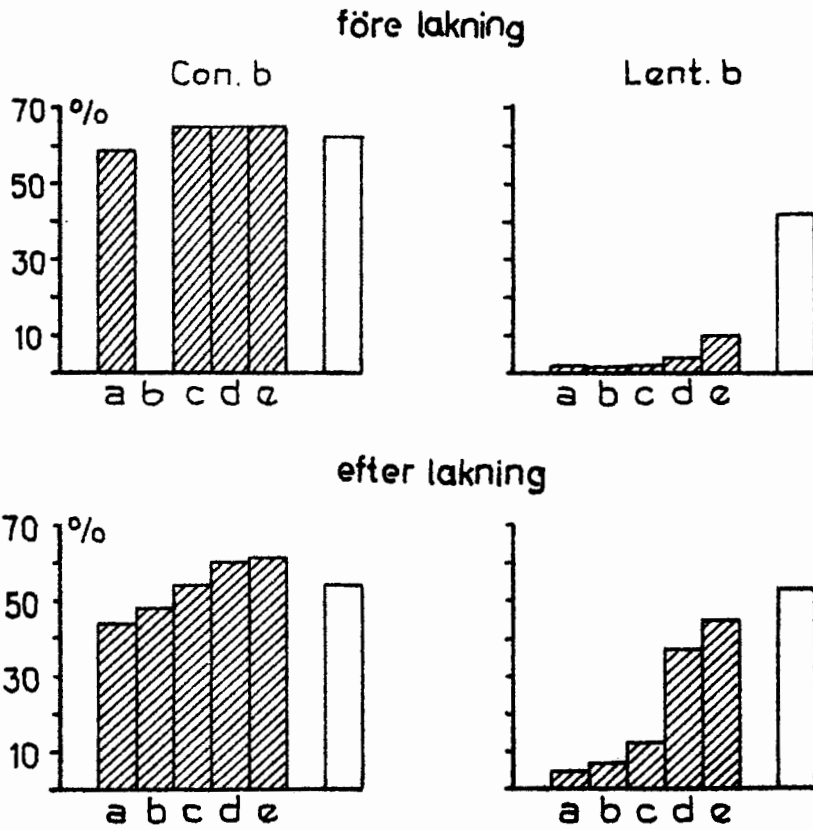 före lakning
Con. b Lent. b
70 %
50
30
10
a b c d e a b c d e
efter lakning
70 %
50
30
10
a b c d e a b c d e